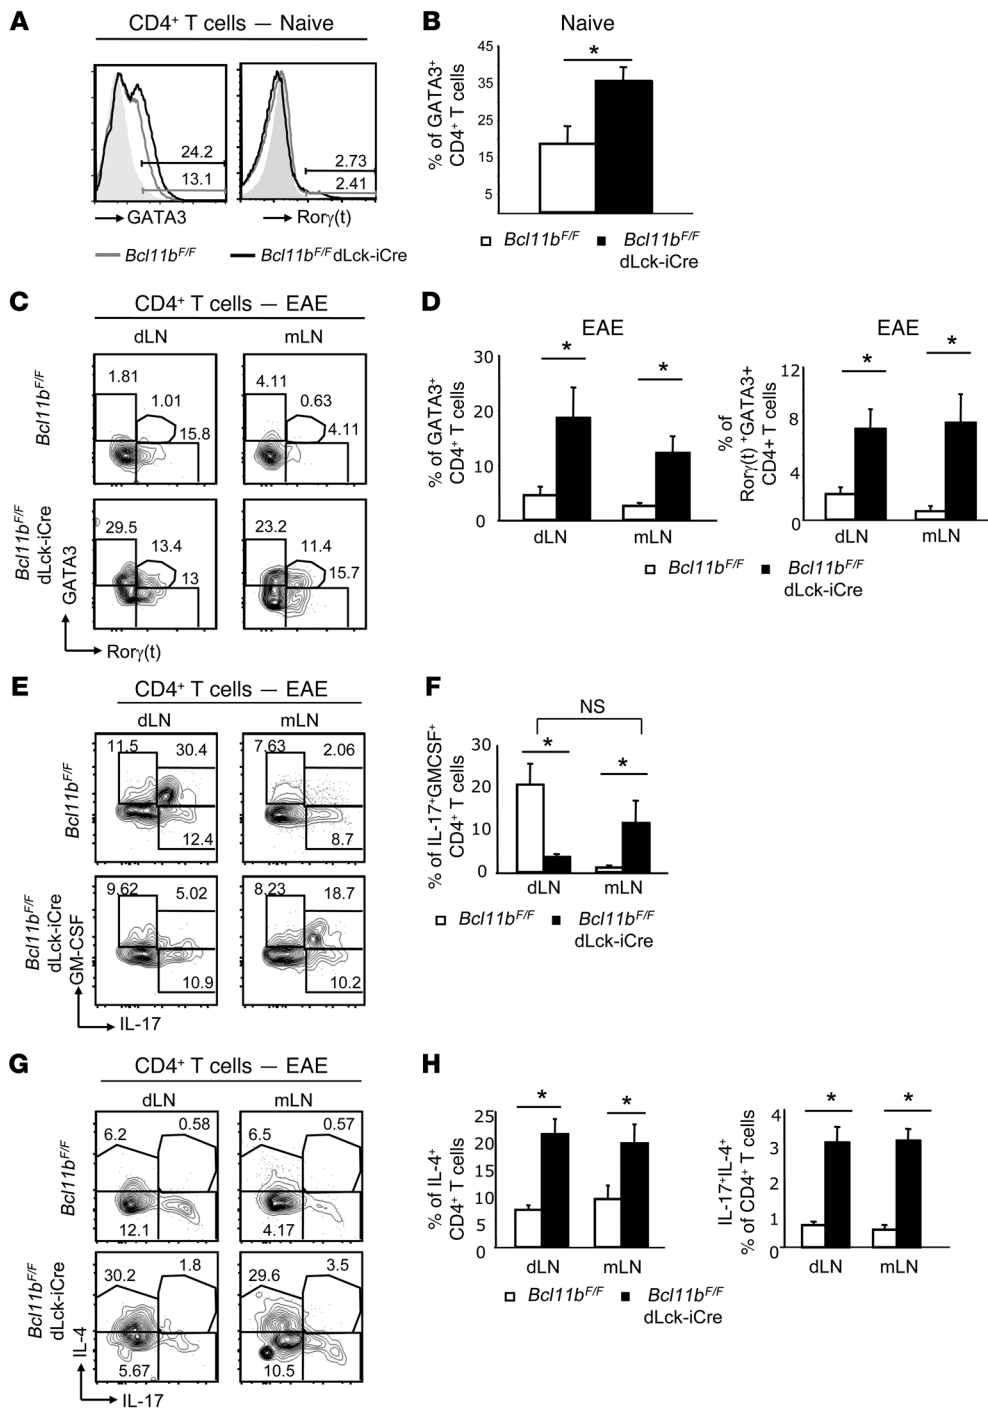 A
CD4⁺ T cells — Naive
24.2
13.1
GATA3
2.73
2.41
Rorγ(t)
Bcl11bF/F
Bcl11bF/F dLck-iCre
B
Naive
% of GATA3⁺
CD4⁺ T cells
45
35
25
15
5
*
Bcl11bF/F
Bcl11bF/F
dLck-iCre
C
CD4⁺ T cells — EAE
dLN
mLN
Bcl11bF/F
1.81
1.01
15.8
4.11
0.63
4.11
Bcl11bF/F
dLck-iCre
29.5
13.4
13
23.2
11.4
15.7
GATA3
Rorγ(t)
D
EAE
% of GATA3⁺
CD4⁺ T cells
30
20
10
0
*
*
dLN
mLN
EAE
% of
Rorγ(t) ⁺GATA3+
CD4+ T cells
12
8
4
0
*
*
dLN
mLN
Bcl11bF/F
Bcl11bF/F
dLck-iCre
E
CD4⁺ T cells — EAE
dLN
mLN
Bcl11bF/F
11.5
30.4
12.4
7.63
2.06
8.7
Bcl11bF/F
dLck-iCre
9.62
5.02
10.9
8.23
18.7
10.2
GM-CSF
IL-17
F
NS
% of IL-17⁺GMCSF⁺
CD4⁺ T cells
30
20
10
0
*
*
dLN
mLN
Bcl11bF/F
Bcl11bF/F
dLck-iCre
G
CD4⁺ T cells — EAE
dLN
mLN
Bcl11bF/F
6.2
0.58
12.1
6.5
0.57
4.17
Bcl11bF/F
dLck-iCre
30.2
1.8
5.67
29.6
3.5
10.5
IL-4
IL-17
H
% of IL-4⁺
CD4⁺ T cells
25
20
15
10
5
0
*
*
dLN
mLN
IL-17⁺IL-4⁺
% of CD4⁺ T cells
4
3
2
1
0
*
*
dLN
mLN
Bcl11bF/F
Bcl11bF/F
dLck-iCre